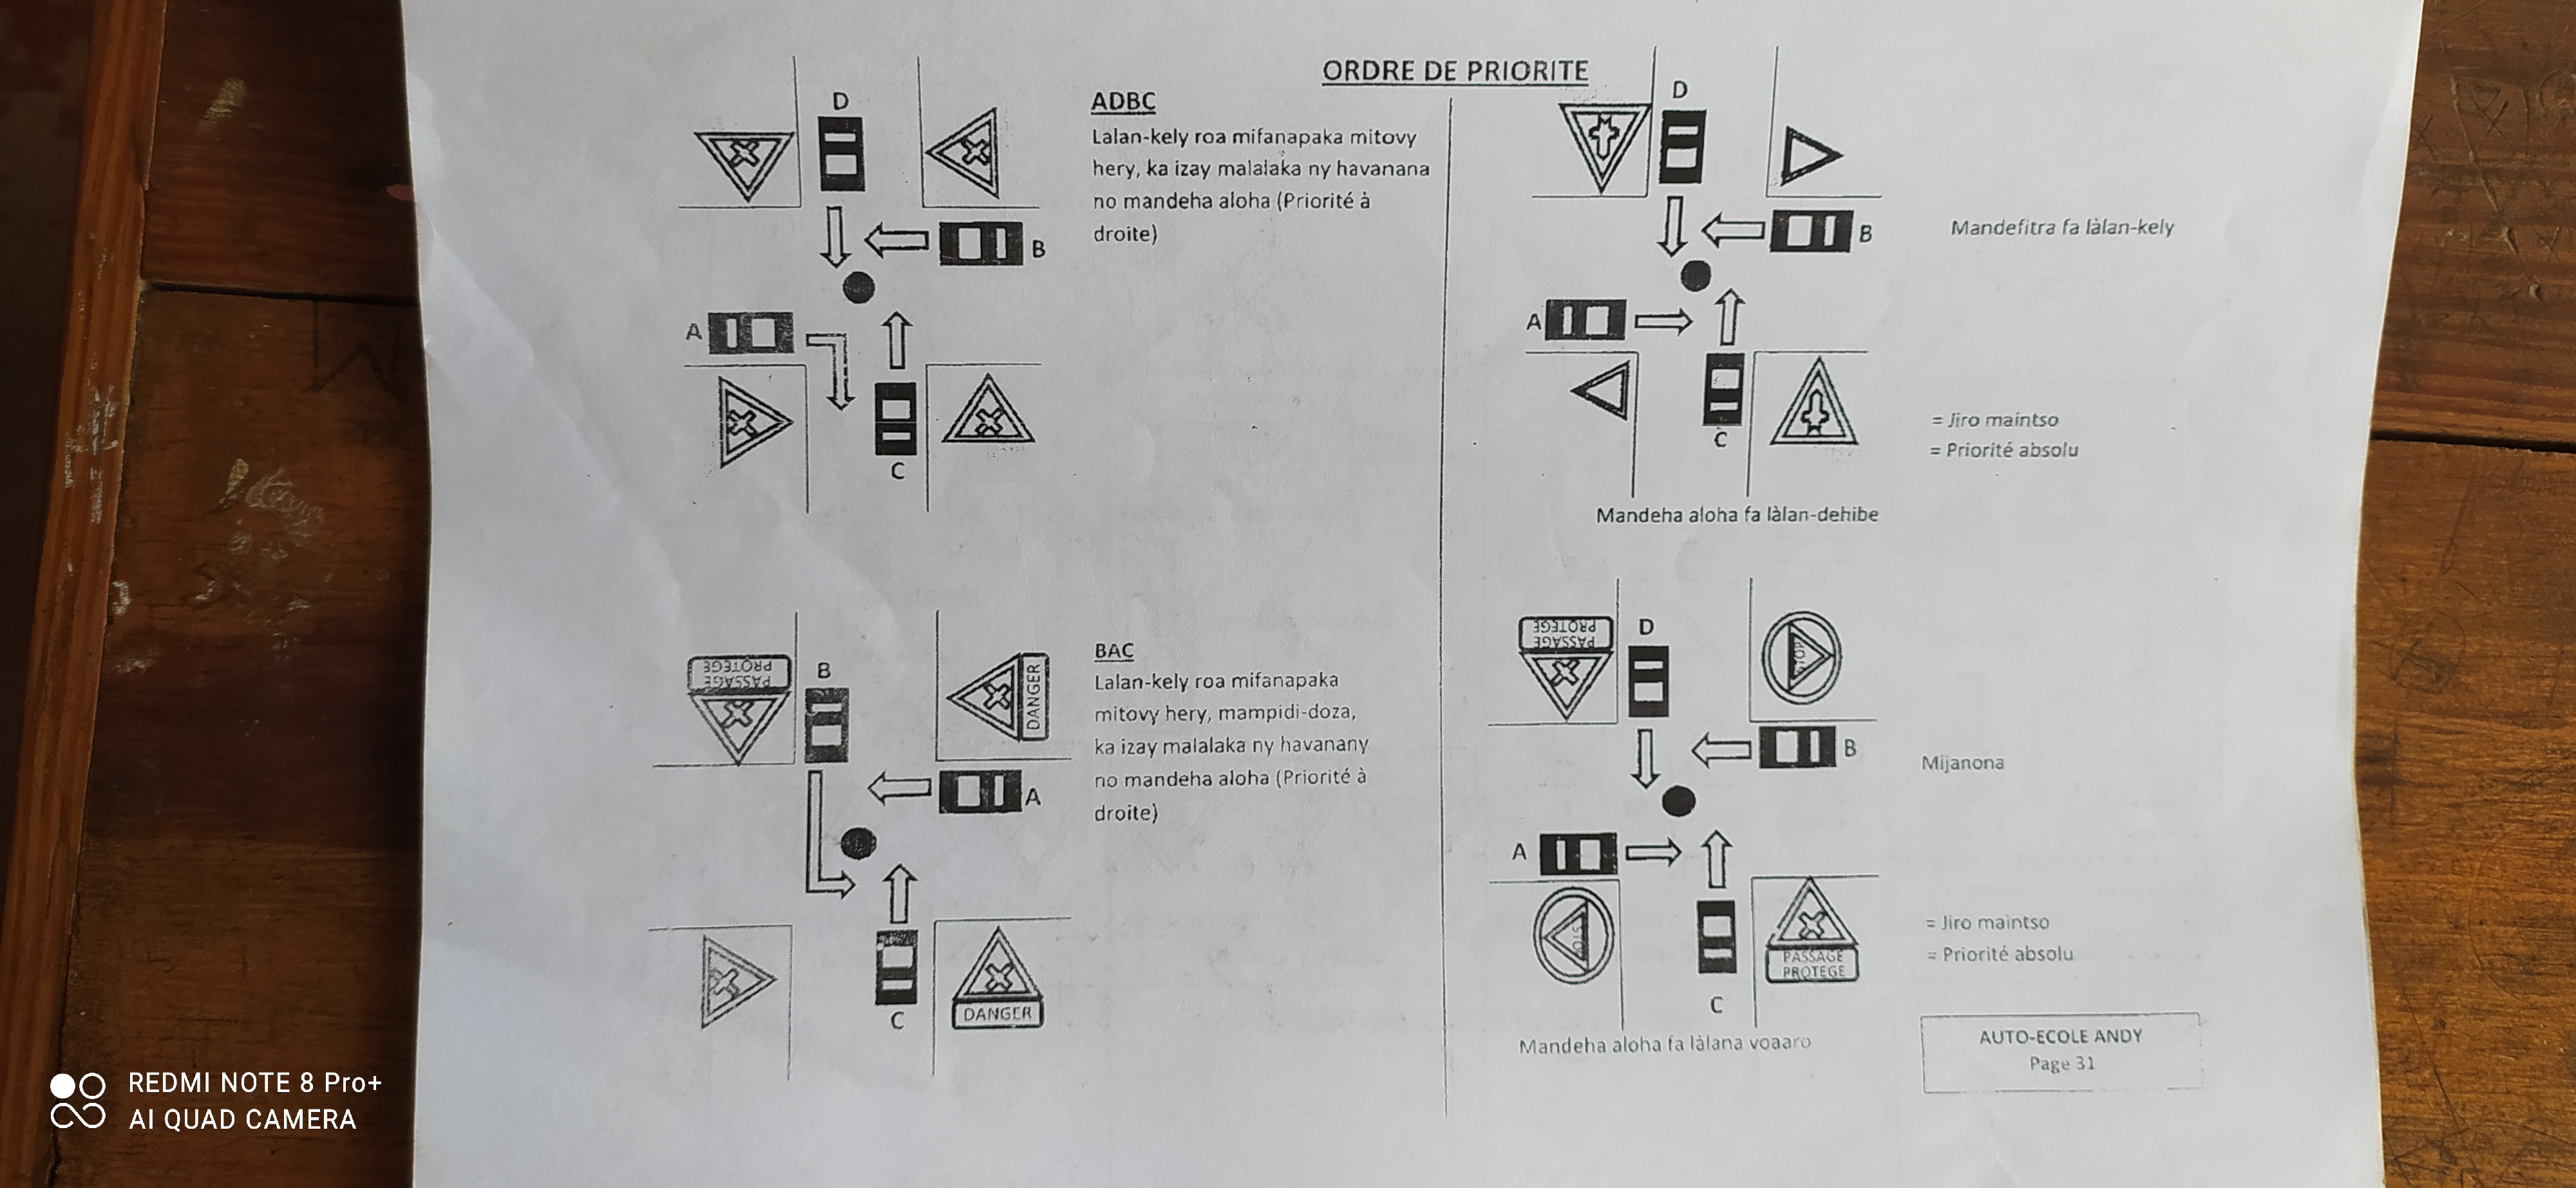 ORDRE DE PRIORITE
D
B
A
C
ADBC
Lalan-kely roa mifanapaka mitovy
hery, ka izay malalaka ny havanana
no mandeha aloha (Priorité à
droite)
PASSAGE
PROTEGE
B
DANGER
A
C
DANGER
BAC
Lalan-kely roa mifanapaka
mitovy hery, mampidi-doza,
ka izay malalaka ny havanany
no mandeha aloha (Priorité à
droite)
D
B
A
C
Mandefitra fa làlan-kely
= Jiro maintso
= Priorité absolu
Mandeha aloha fa làlan-dehibe
PASSAGE
PROTEGE
D
STOP
B
Mijanona
A
STOP
C
PASSAGE
PROTEGE
= Jiro maintso
= Priorité absolu
Mandeha aloha fa làlana voaaro
AUTO-ECOLE ANDY
Page 31
REDMI NOTE 8 Pro+
AI QUAD CAMERA